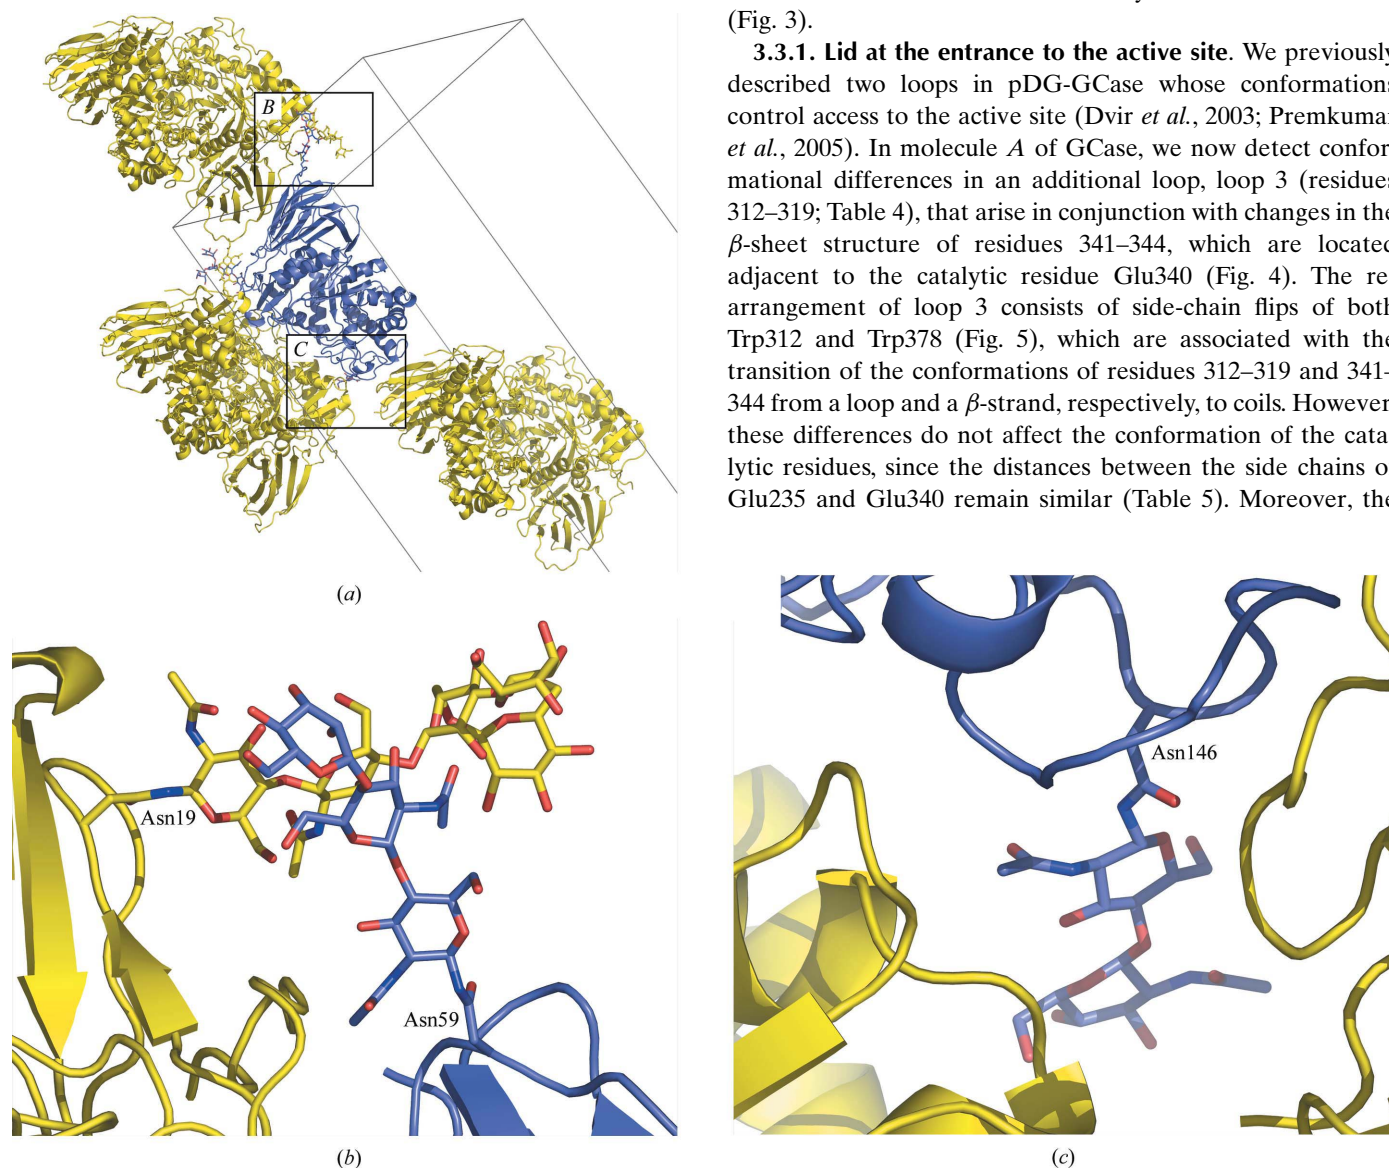 (Fig. 3).
3.3.1. Lid at the entrance to the active site. We previously
described two loops in pDG-GCase whose conformations
control access to the active site (Dvir et al., 2003; Premkumar
et al., 2005). In molecule A of GCase, we now detect confor
mational differences in an additional loop, loop 3 (residues
312–319; Table 4), that arise in conjunction with changes in the
β-sheet structure of residues 341–344, which are located
adjacent to the catalytic residue Glu340 (Fig. 4). The re
arrangement of loop 3 consists of side-chain flips of both
Trp312 and Trp378 (Fig. 5), which are associated with the
transition of the conformations of residues 312–319 and 341–
344 from a loop and a β-strand, respectively, to coils. However
these differences do not affect the conformation of the cata
lytic residues, since the distances between the side chains of
Glu235 and Glu340 remain similar (Table 5). Moreover, the
B
C
(a)
Asn19
Asn59
(b)
Asn146
(c)